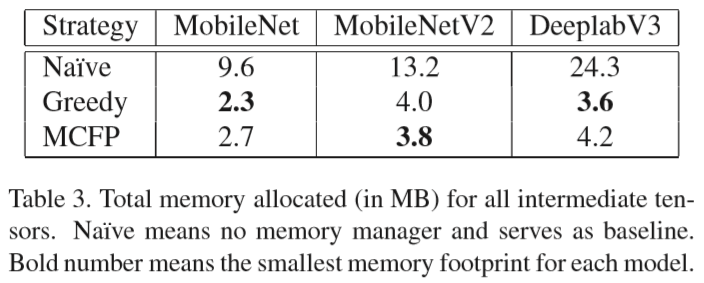 Strategy MobileNet MobileNetV2 DeeplabV3
Naïve 9.6 13.2 24.3
Greedy 2.3 4.0 3.6
MCFP 2.7 3.8 4.2
Table 3. Total memory allocated (in MB) for all intermediate ten-
sors. Naïve means no memory manager and serves as baseline.
Bold number means the smallest memory footprint for each model.